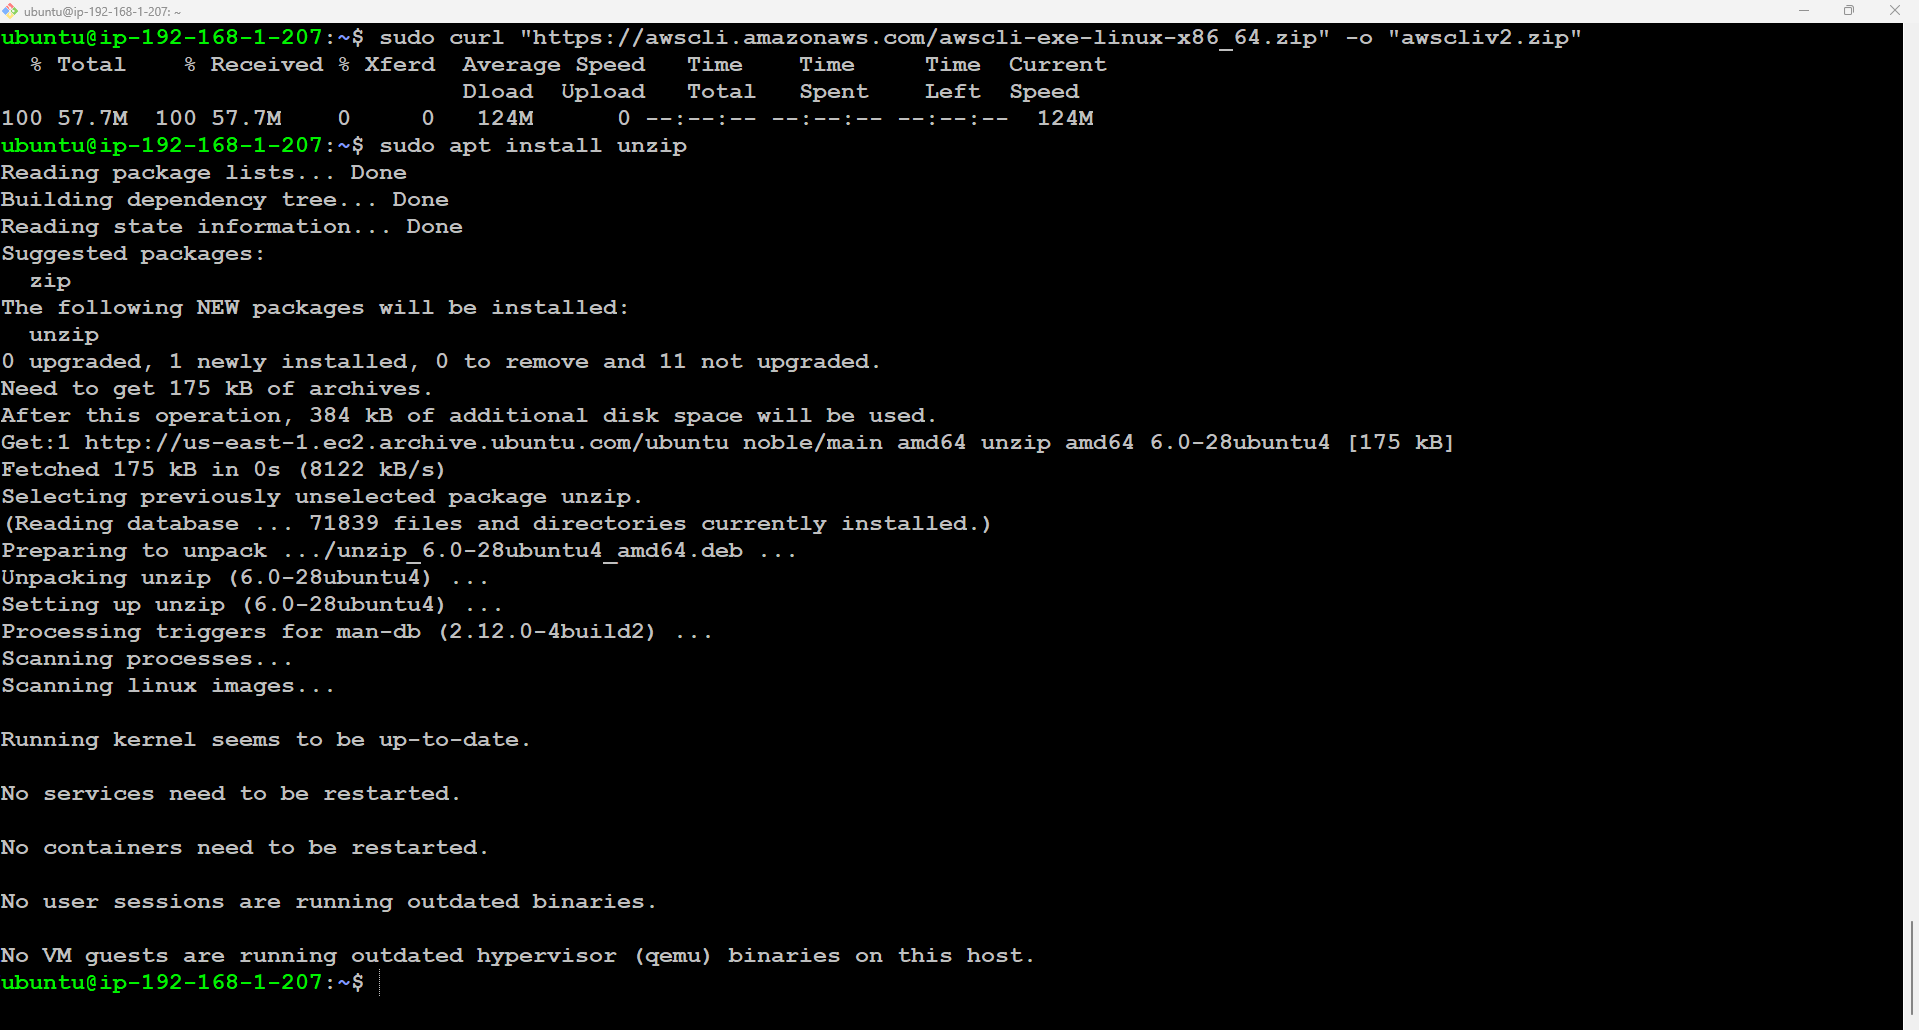 ubuntu@ip-192-168-1-207: ~
ubuntu@ip-192-168-1-207:~$ sudo curl "https://awscli.amazonaws.com/awscli-exe-linux-x86_64.zip" -o "awscliv2.zip"
  % Total    % Received % Xferd  Average Speed   Time    Time     Time  Current
                                 Dload  Upload   Total   Spent    Left  Speed
100 57.7M  100 57.7M    0     0   124M      0 --:--:-- --:--:-- --:--:--  124M
ubuntu@ip-192-168-1-207:~$ sudo apt install unzip
Reading package lists... Done
Building dependency tree... Done
Reading state information... Done
Suggested packages:
  zip
The following NEW packages will be installed:
  unzip
0 upgraded, 1 newly installed, 0 to remove and 11 not upgraded.
Need to get 175 kB of archives.
After this operation, 384 kB of additional disk space will be used.
Get:1 http://us-east-1.ec2.archive.ubuntu.com/ubuntu noble/main amd64 unzip amd64 6.0-28ubuntu4 [175 kB]
Fetched 175 kB in 0s (8122 kB/s)
Selecting previously unselected package unzip.
(Reading database ... 71839 files and directories currently installed.)
Preparing to unpack .../unzip_6.0-28ubuntu4_amd64.deb ...
Unpacking unzip (6.0-28ubuntu4) ...
Setting up unzip (6.0-28ubuntu4) ...
Processing triggers for man-db (2.12.0-4build2) ...
Scanning processes...
Scanning linux images...
Running kernel seems to be up-to-date.
No services need to be restarted.
No containers need to be restarted.
No user sessions are running outdated binaries.
No VM guests are running outdated hypervisor (qemu) binaries on this host.
ubuntu@ip-192-168-1-207:~$